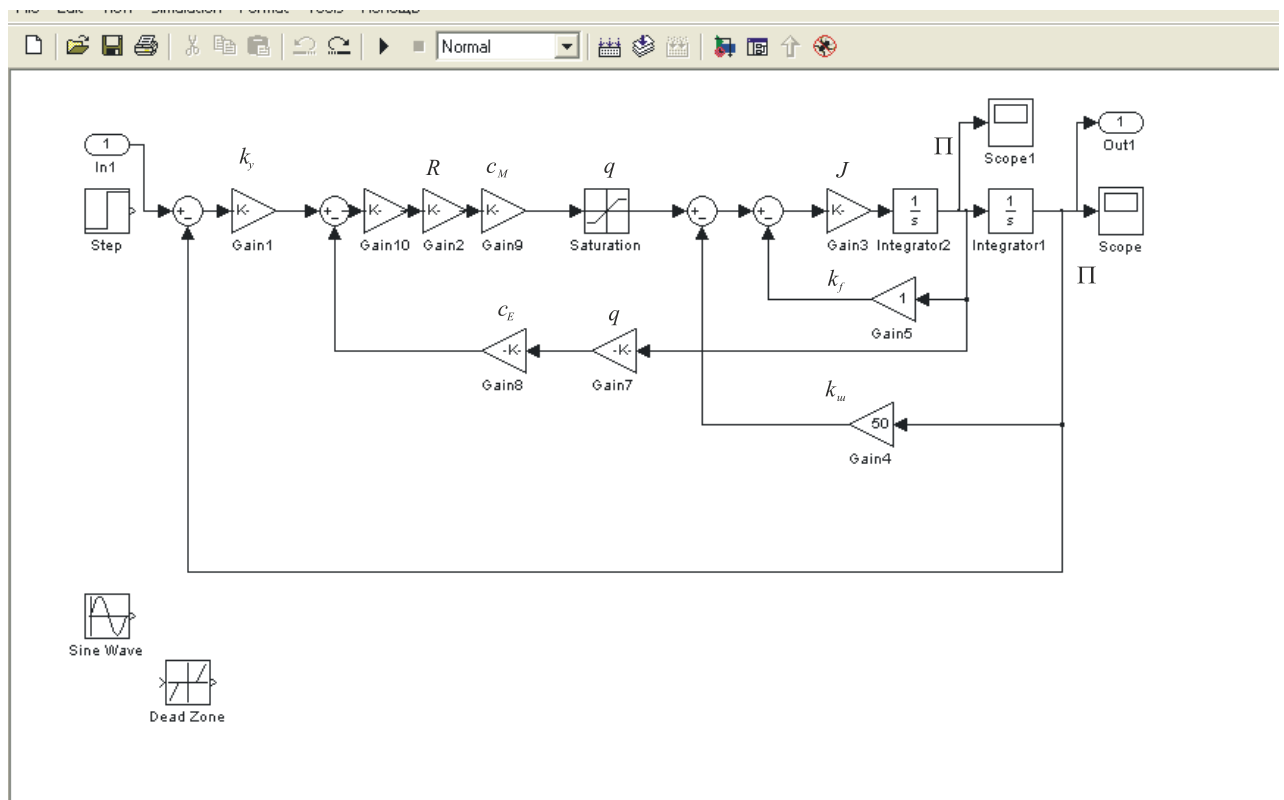 Normal
1
In1
Step
k_y
K-
Gain1
K-
Gain10
R
K-
Gain2
c_M
K-
Gain9
q
Saturation
J
K-
Gain3
1
s
Integrator2
П
Scope1
1
s
Integrator1
1
Out1
Scope
П
k_f
1
Gain5
c_E
-K-
Gain8
q
-K-
Gain7
k_ш
50
Gain4
Sine Wave
Dead Zone